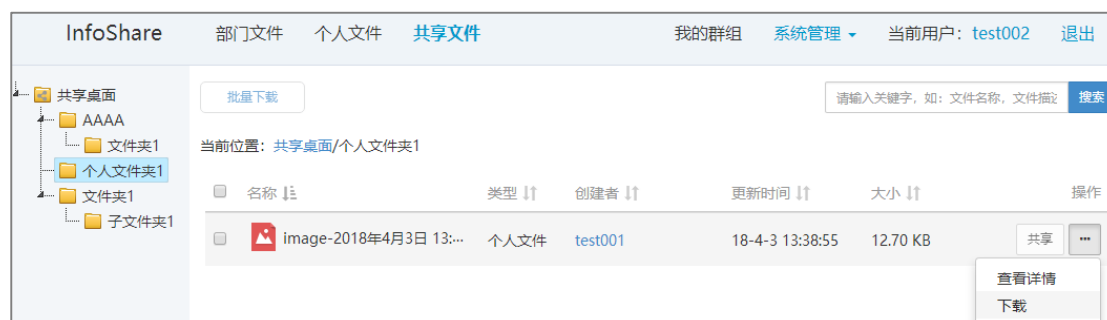 InfoShare 部门文件 个人文件 共享文件 我的群组 系统管理 当前用户：test002 退出
共享桌面
AAAA
文件夹1
个人文件夹1
文件夹1
子文件夹1
批量下载 请输入关键字，如：文件名称，文件描述 搜索
当前位置：共享桌面/个人文件夹1
名称 类型 创建者 更新时间 大小 操作
image-2018年4月3日 13:... 个人文件 test001 18-4-3 13:38:55 12.70 KB 共享 ...
查看详情
下载